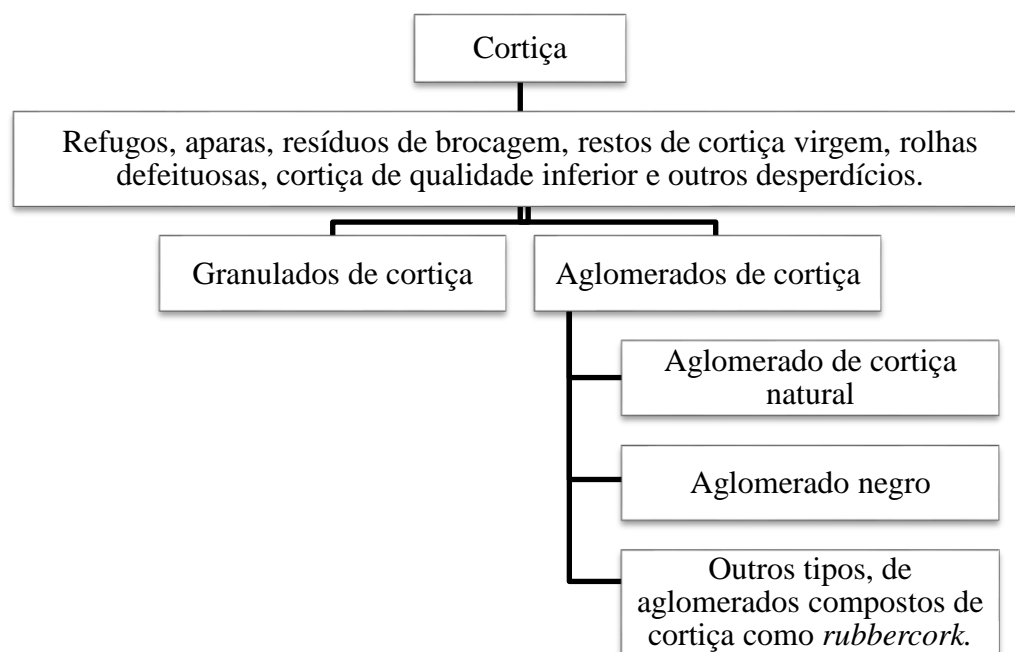 Cortiça
Refugos, aparas, resíduos de brocagem, restos de cortiça virgem, rolhas
defeituosas, cortiça de qualidade inferior e outros desperdícios.
Granulados de cortiça
Aglomerados de cortiça
Aglomerado de cortiça
natural
Aglomerado negro
Outros tipos, de
aglomerados compostos de
cortiça como rubbercork.